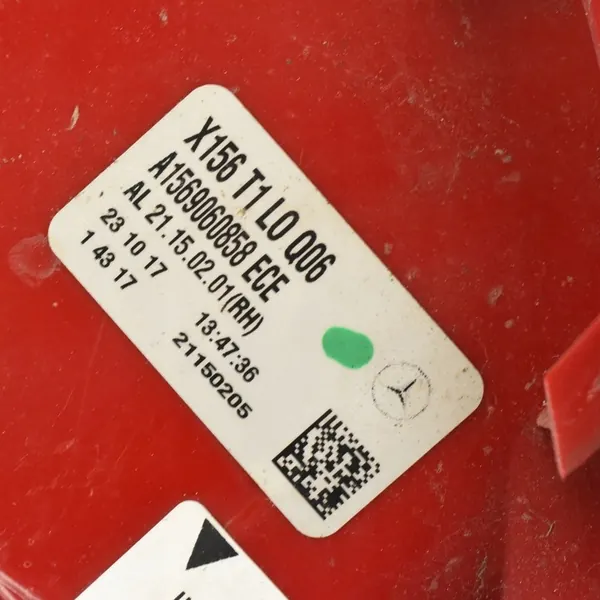 X156 T1 LO Q06
A1569060858 ECE
AL 21.15.02.01(RH)
23 10 17 13:47:36
1 43 17 21150205